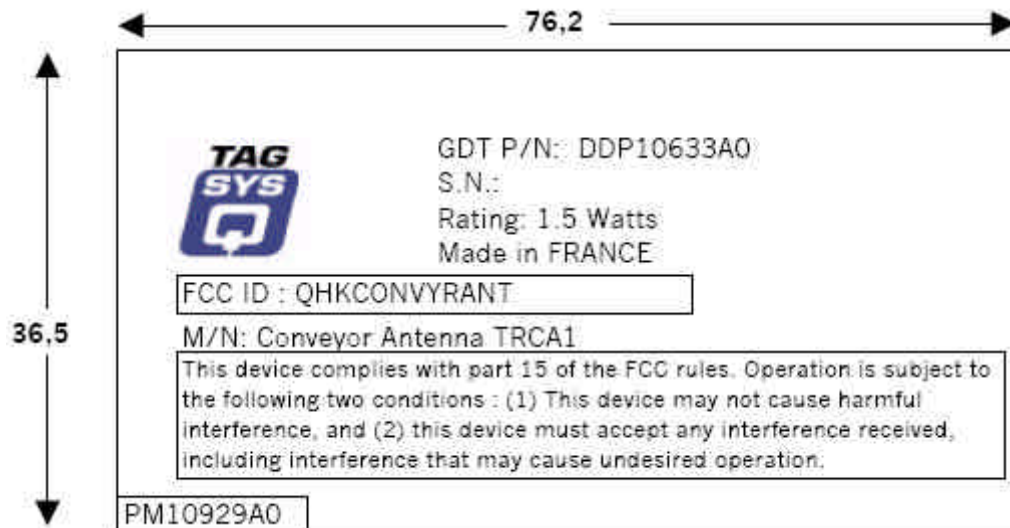 76,2
36,5
TAG
SYS
GDT P/N: DDP10633A0
S.N.:
Rating: 1.5 Watts
Made in FRANCE
FCC ID : QHKCONVYRANT
M/N: Conveyor Antenna TRCA1
This device complies with part 15 of the FCC rules. Operation is subject to
the following two conditions : (1) This device may not cause harmful
interference, and (2) this device must accept any interference received,
including interference that may cause undesired operation.
PM10929A0